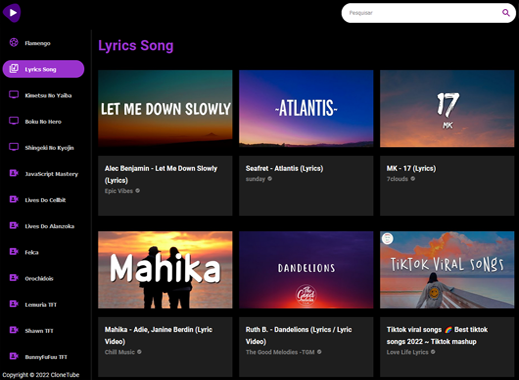 Pesquisar
Flamengo
Lyrics Song
Kimetsu No Yaiba
Boku No Hero
Shingeki No Kyojin
JavaScript Mastery
Lives Do Cellbit
Lives Do Alanzoka
Felca
Orochidois
Lemuria TFT
Shawn TFT
BunnyFuFuu TFT
Copyright © 2022 CloneTube
Lyrics Song
LET ME DOWN SLOWLY
Alec Benjamin - Let Me Down Slowly
(Lyrics)
Epic Vibes
~ATLANTIS~
Seafret - Atlantis (Lyrics)
sunday
17
MK
MK - 17 (Lyrics)
7clouds
Mahika
Mahika - Adie, Janine Berdin (Lyric
Video)
Chill Music
DANDELIONS
The
Good
Ruth B. - Dandelions (Lyrics / Lyric
Video)
The Good Melodies -TGM
TIKTOK VIRAL SONGS
Tiktok viral songs 🌈 Best tiktok
songs 2022 ~ Tiktok mashup
Love Life Lyrics